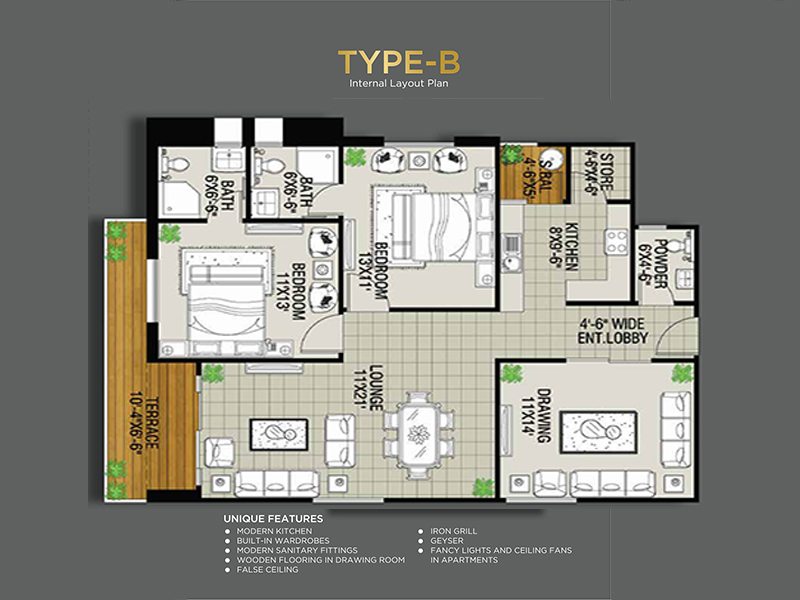 TYPE-B
Internal Layout Plan
BATH
6'X6'-6"
BATH
6'X6'-6"
S.BAL
4'-6"X5'
STORE
4'-6"X4'-6"
KITCHEN
8'X9'-6"
POWDER
6'X4'-6"
BEDROOM
11'X13'
BEDROOM
13'X11'
4'-6" WIDE
ENT.LOBBY
TERRACE
10'-4"X6'-6"
LOUNGE
11'X21'
DRAWING
11'X14'
UNIQUE FEATURES
MODERN KITCHEN
BUILT-IN WARDROBES
MODERN SANITARY FITTINGS
WOODEN FLOORING IN DRAWING ROOM
FALSE CEILING
IRON GRILL
GEYSER
FANCY LIGHTS AND CEILING FANS
IN APARTMENTS